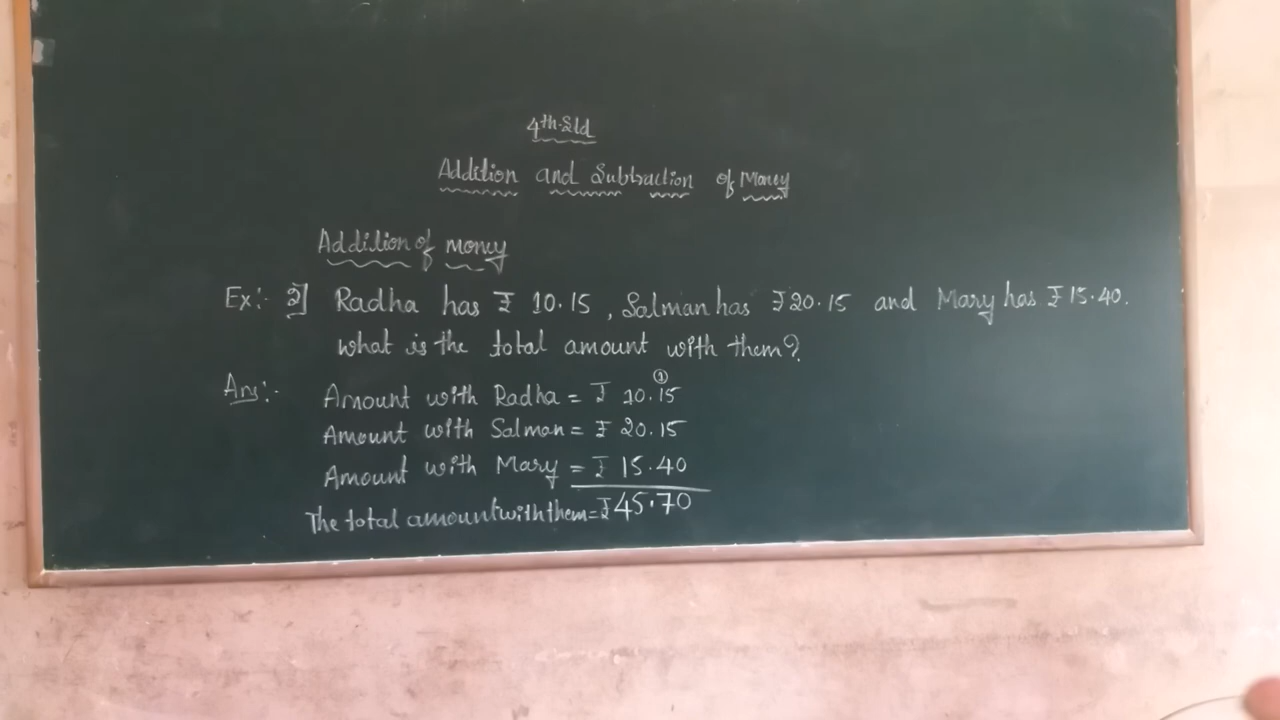 4th-Std
Addition and Subtraction of Money
Addition of money
Ex:- 2] Radha has ₹ 10.15, Salman has ₹20.15 and Mary has ₹15.40.
what is the total amount with them?
Ans:-
①
Amount with Radha = ₹ 10.15
Amount with Salman = ₹ 20.15
Amount with Mary = ₹ 15.40
The total amount with them = ₹45.70